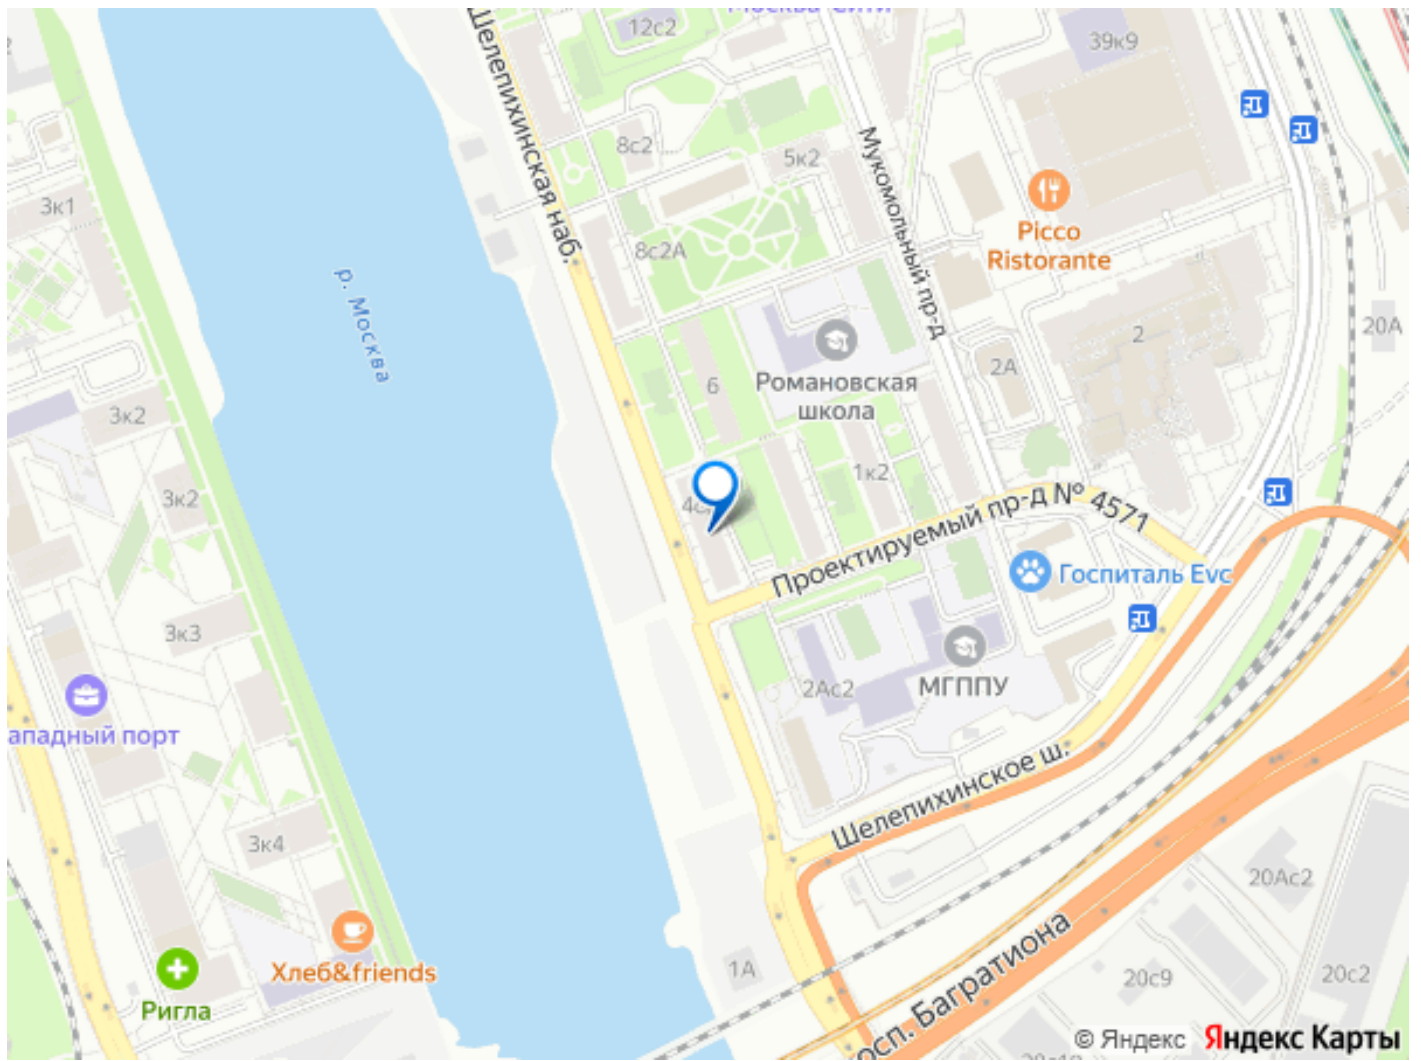 12с2
39к9
Шелепихинская наб.
8с2
5к2
Мукомольный пр-д
Picco
Ristorante
3к1
8с2А
р. Москва
2
20А
2А
6
Романовская
школа
3к2
1к2
3к2
Проектируемый пр-д № 4571
Госпиталь Evc
3к3
МГППУ
2Ас2
ападный порт
Шелепихинское ш.
3к4
20Ас2
Хлеб&friends
1А
20с9
20с2
Ригла
осп. Багратиона
© Яндекс Яндекс Карты